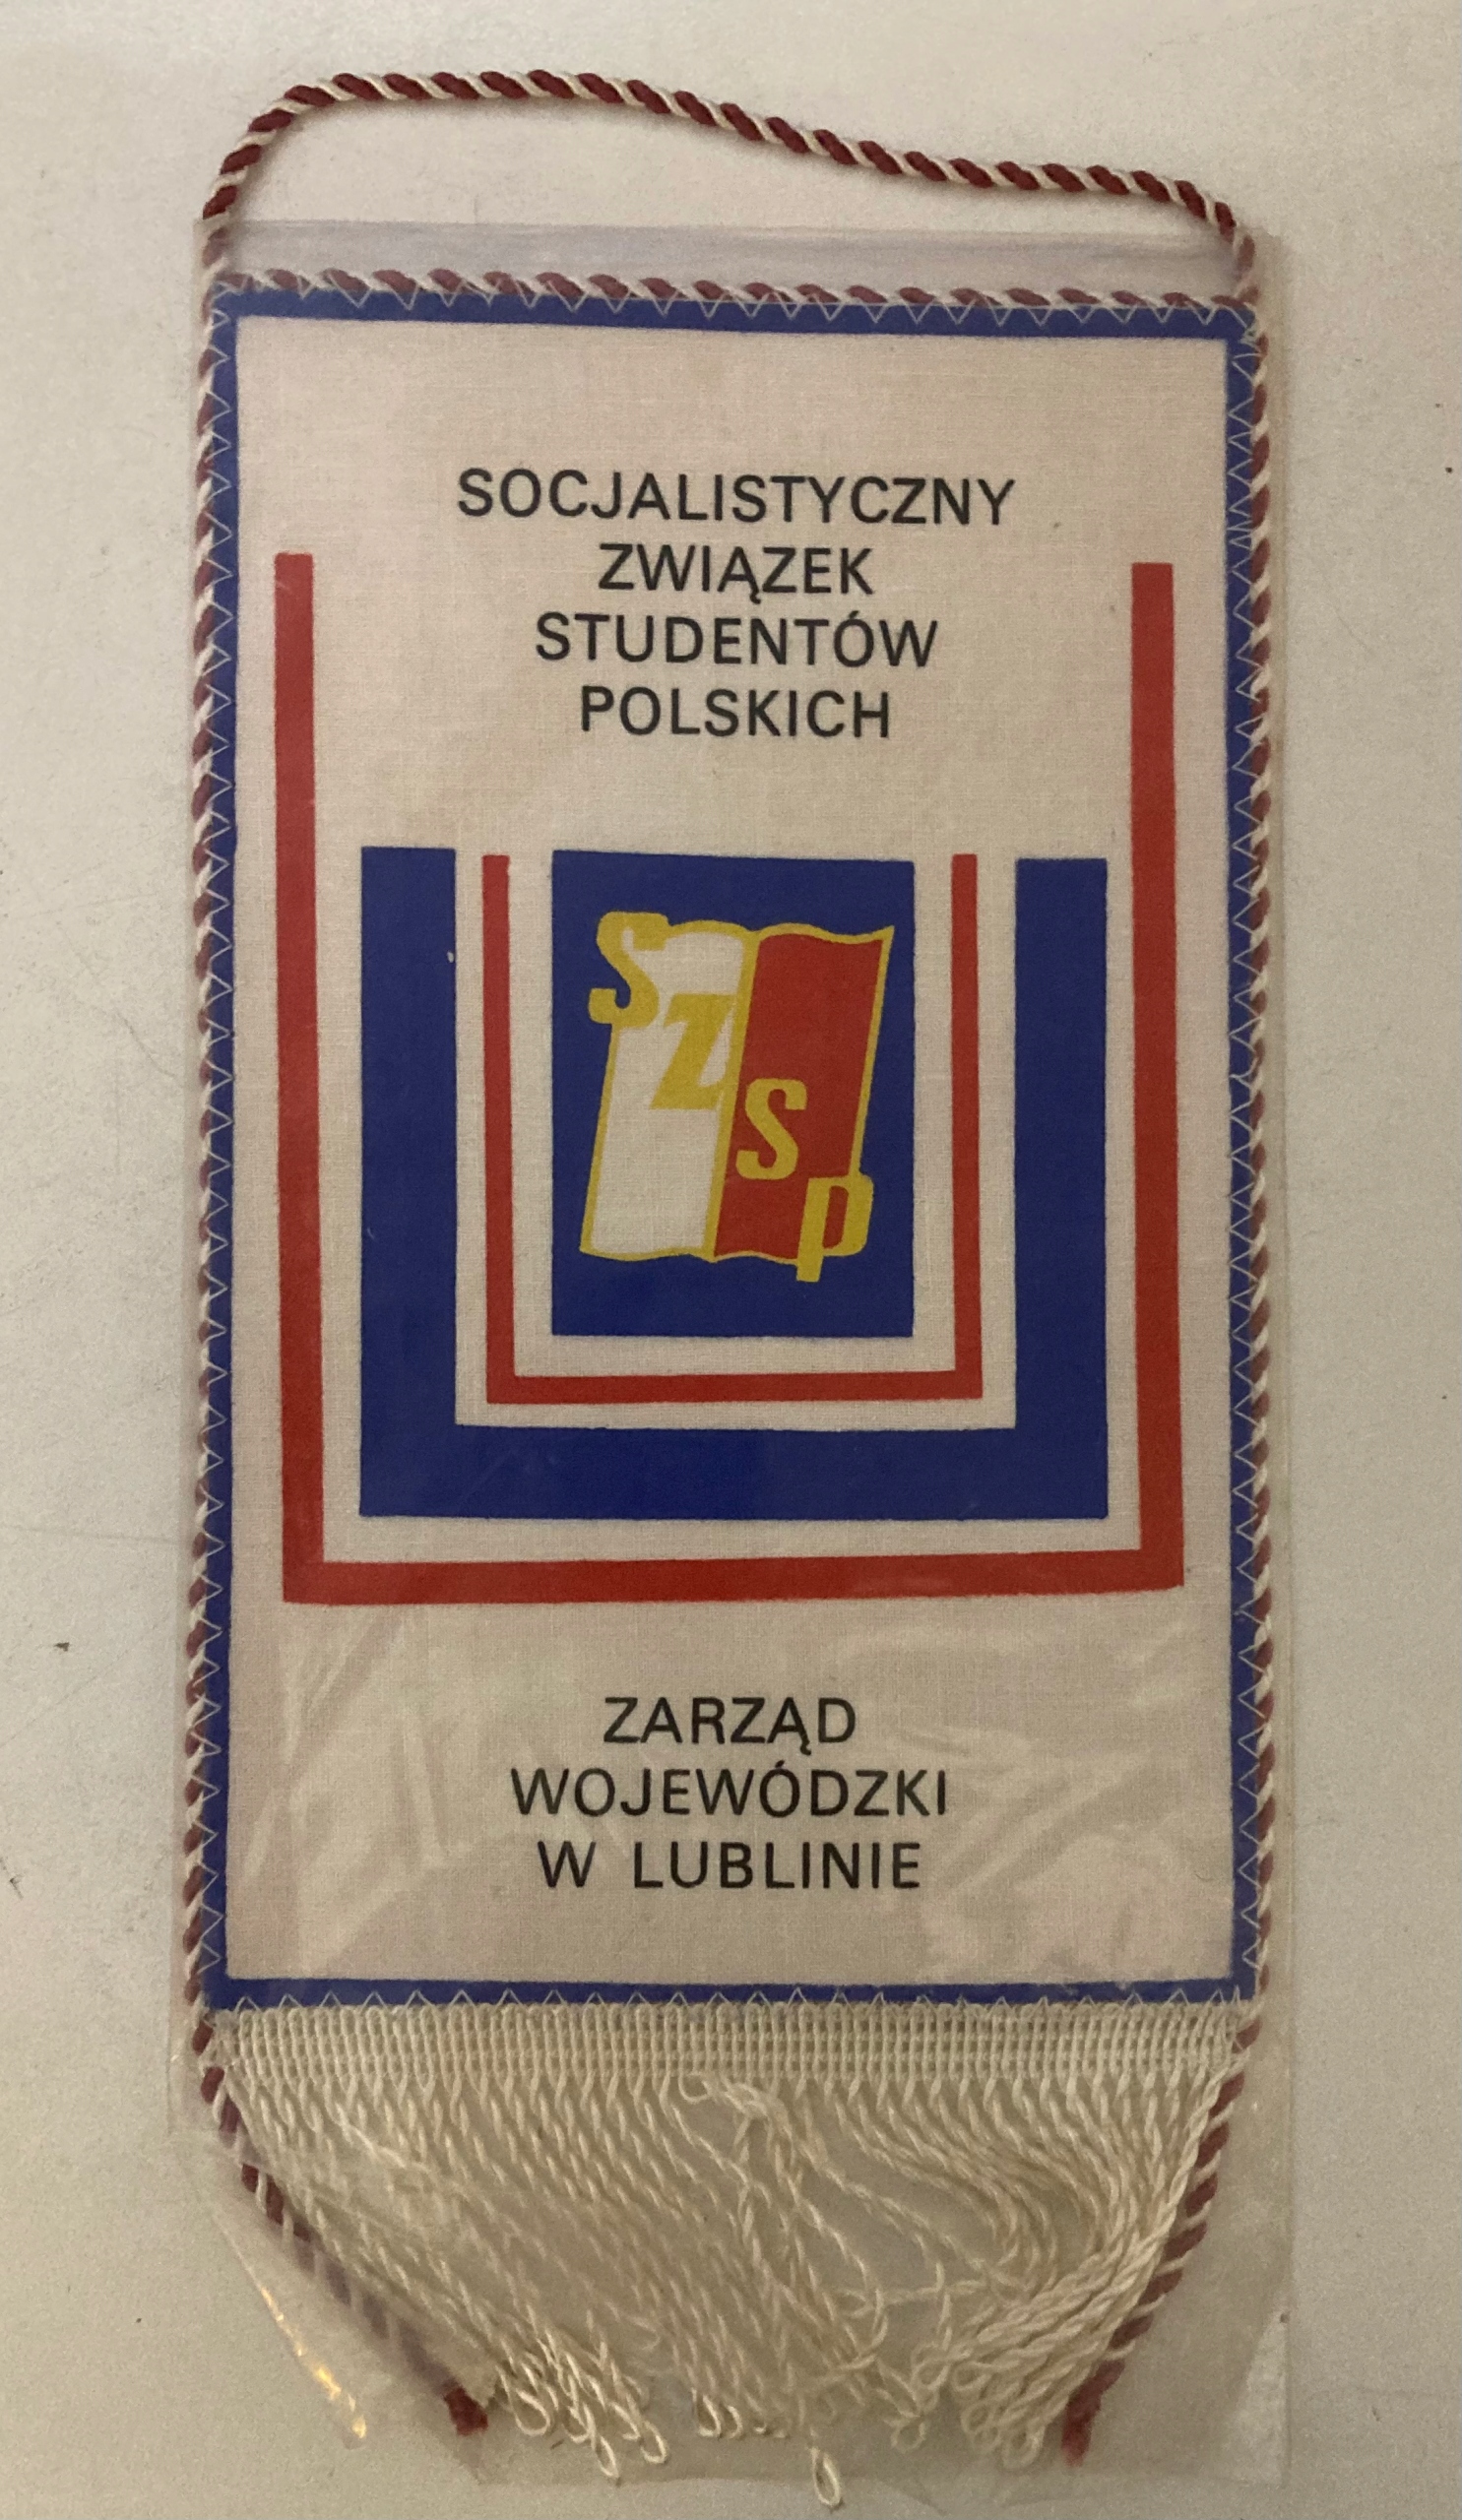 SOCJALISTYCZNY
ZWIĄZEK
STUDENTÓW
POLSKICH
SZSP
ZARZĄD
WOJEWÓDZKI
W LUBLINIE